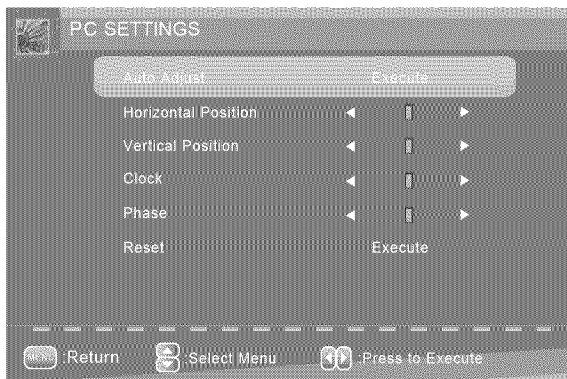 PC SETTINGS
Auto Adjust Execute
Horizontal Position
Vertical Position
Clock
Phase
Reset Execute
MENU :Return :Select Menu :Press to Execute